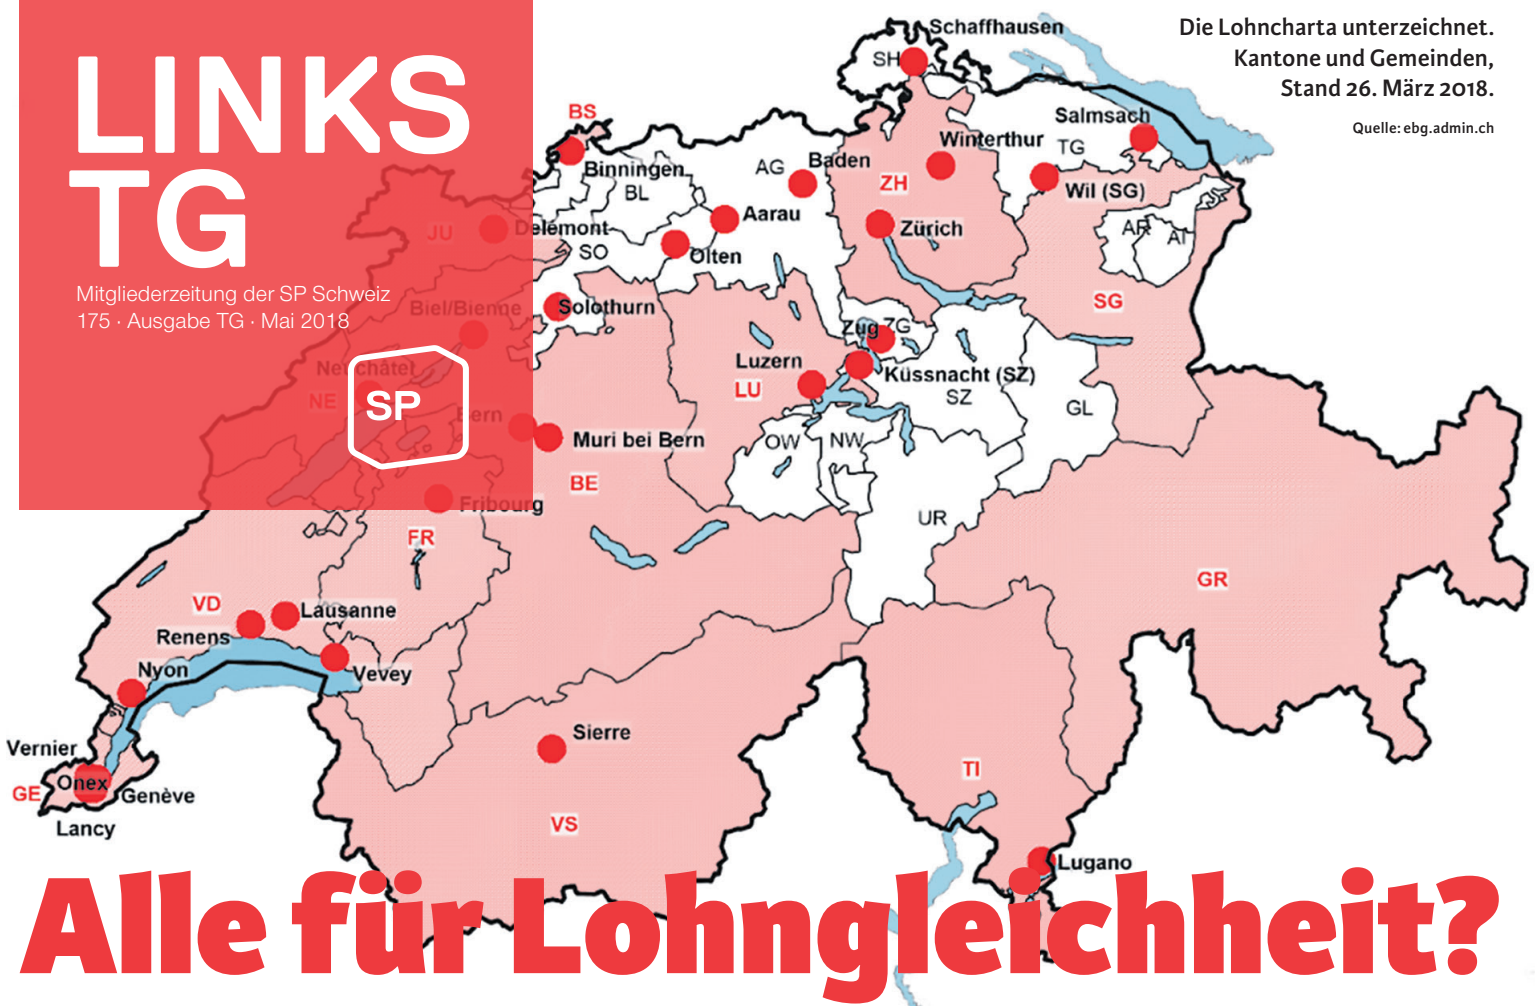 LINKS
TG
Mitgliederzeitung der SP Schweiz
175 · Ausgabe TG · Mai 2018
SP
Die Lohncharta unterzeichnet.
Kantone und Gemeinden,
Stand 26. März 2018.
Quelle: ebg.admin.ch
Schaffhausen
SH
BS
Salmsach
Winterthur
TG
Binningen
AG
Baden
BL
ZH
Wil (SG)
JU
Delémont
Aarau
Zürich
AR
AI
SO
Olten
Biel/Bienne
Solothurn
SG
Zug
ZG
Neuchâtel
Luzern
Küssnacht (SZ)
NE
LU
SZ
GL
Bern
Muri bei Bern
OW
NW
BE
Fribourg
UR
FR
GR
VD
Lausanne
Renens
Nyon
Vevey
Sierre
Vernier
Onex
GE
Genève
Lancy
TI
VS
Lugano
Alle für Lohngleichheit?